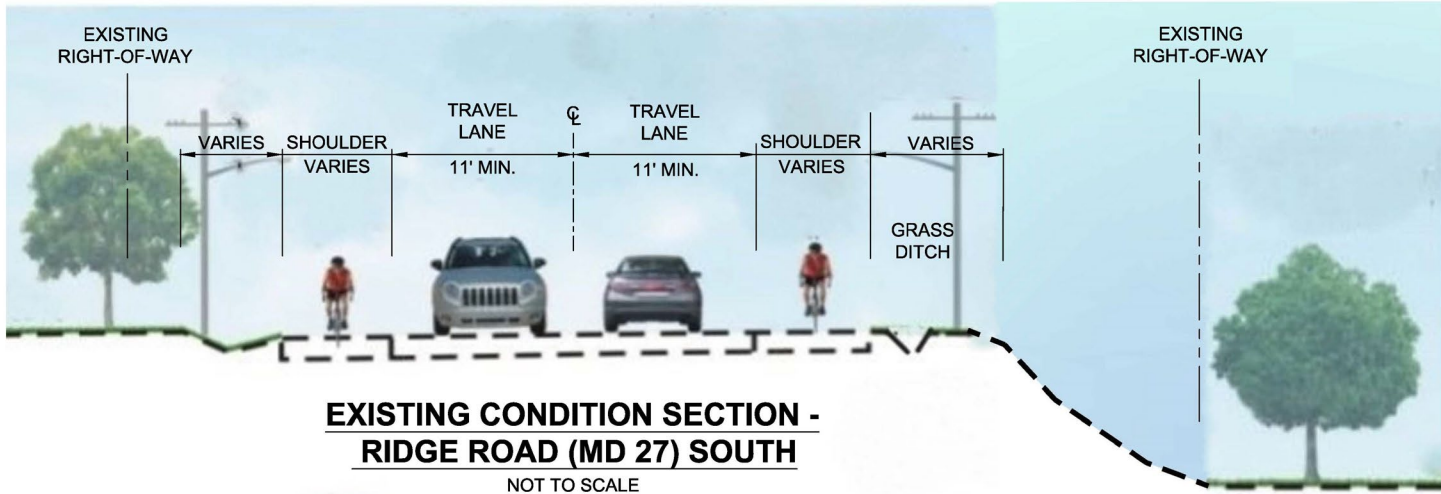 EXISTING
RIGHT-OF-WAY
EXISTING
RIGHT-OF-WAY
VARIES
SHOULDER
VARIES
TRAVEL
LANE
11' MIN.
℄
TRAVEL
LANE
11' MIN.
SHOULDER
VARIES
VARIES
GRASS
DITCH
EXISTING CONDITION SECTION -
RIDGE ROAD (MD 27) SOUTH
NOT TO SCALE